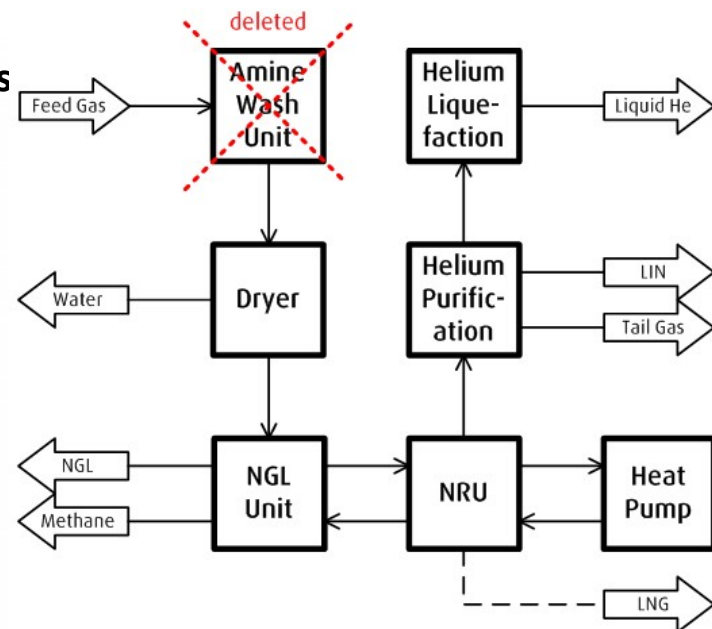 deleted
s
Feed Gas
Amine
Wash
Unit
Helium
Lique-
faction
Liquid He
Water
Dryer
Helium
Purific-
ation
LIN
Tail Gas
NGL
Methane
NGL
Unit
NRU
Heat
Pump
LNG